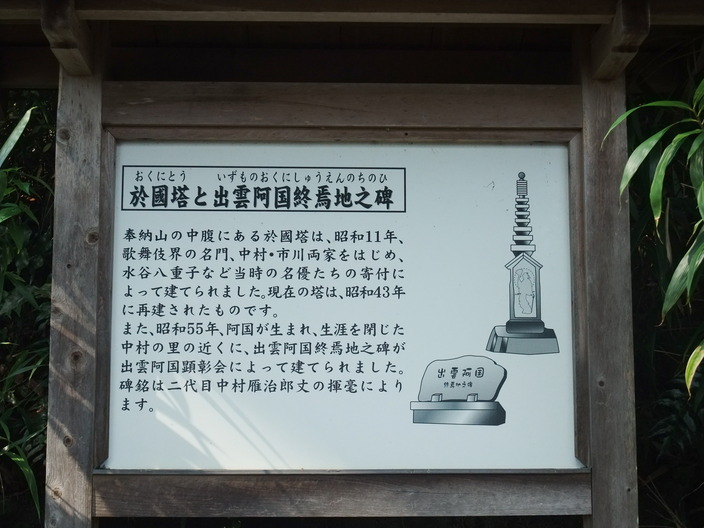 おくにとう　いずものおくにしゅうえんのちのひ
於國塔と出雲阿国終焉地之碑
奉納山の中腹にある於國塔は、昭和11年、
歌舞伎界の名門、中村・市川両家をはじめ、
水谷八重子など当時の名優たちの寄付に
よって建てられました。現在の塔は、昭和43年
に再建されたものです。
また、昭和55年、阿国が生まれ、生涯を閉じた
中村の里の近くに、出雲阿国終焉地之碑が
出雲阿国顕彰会によって建てられました。
碑銘は二代目中村雁治郎丈の揮毫により
ます。
出雲阿国
終焉地之碑